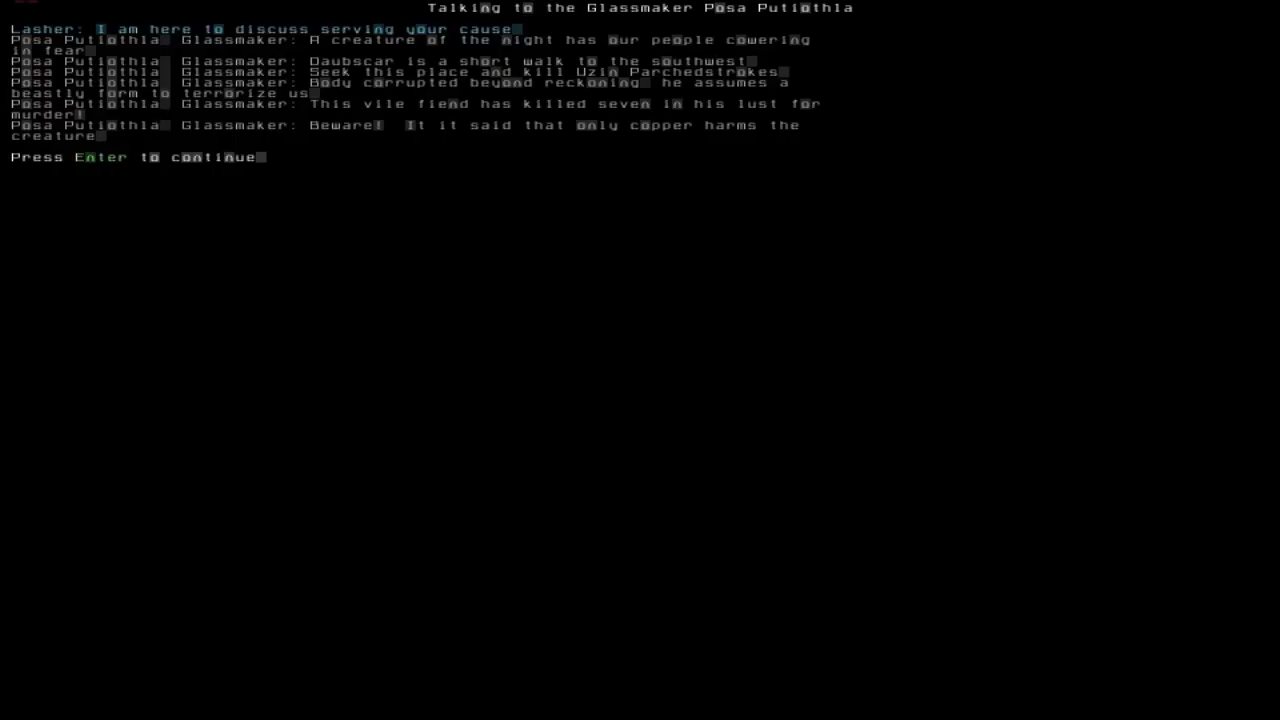 Talking to the Glassmaker Posa Putiothla
Lasher: I am here to discuss serving your cause
Posa Putiothla Glassmaker: A creature of the night has our people cowering
in fear
Posa Putiothla Glassmaker: Daubscar is a short walk to the southwest
Posa Putiothla Glassmaker: Seek this place and kill Uzin Parchedstrokes
Posa Putiothla Glassmaker: Body corrupted beyond reckoning he assumes a
beastly form to terrorize us
Posa Putiothla Glassmaker: This vile fiend has killed seven in his lust for
murder!
Posa Putiothla Glassmaker: Beware! It it said that only copper harms the
creature
Press Enter to continue